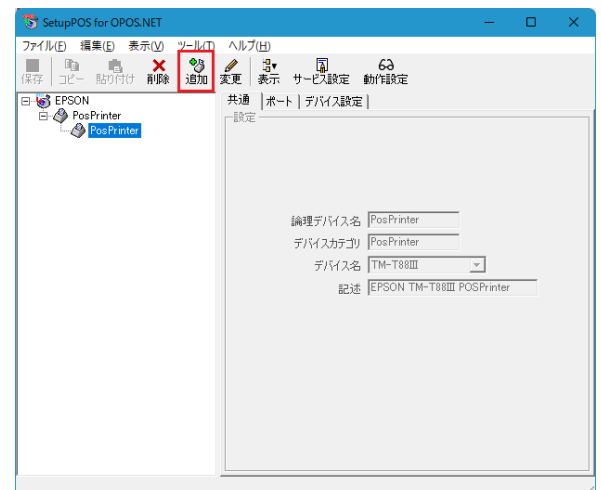 SetupPOS for OPOS.NET
ファイル(F) 編集(E) 表示(V) ツール(T) ヘルプ(H)
保存 コピー 貼り付け 削除 追加 変更 表示 サービス設定 動作設定
EPSON
PosPrinter
PosPrinter
共通 ポート デバイス設定
設定
論理デバイス名 PosPrinter
デバイスカテゴリ PosPrinter
デバイス名 TM-T88III
記述 EPSON TM-T88III POSPrinter